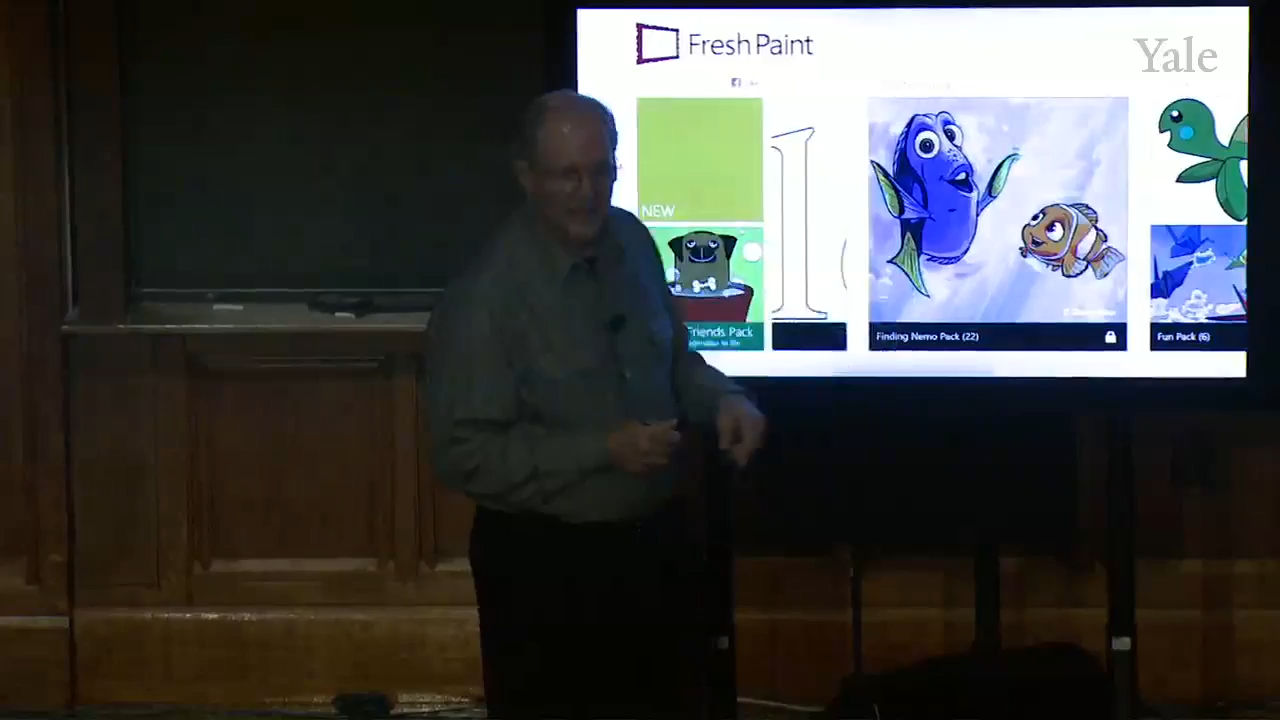 Fresh Paint
Yale
NEW
Friends Pack
Finding Nemo Pack (22)
Fun Pack (6)